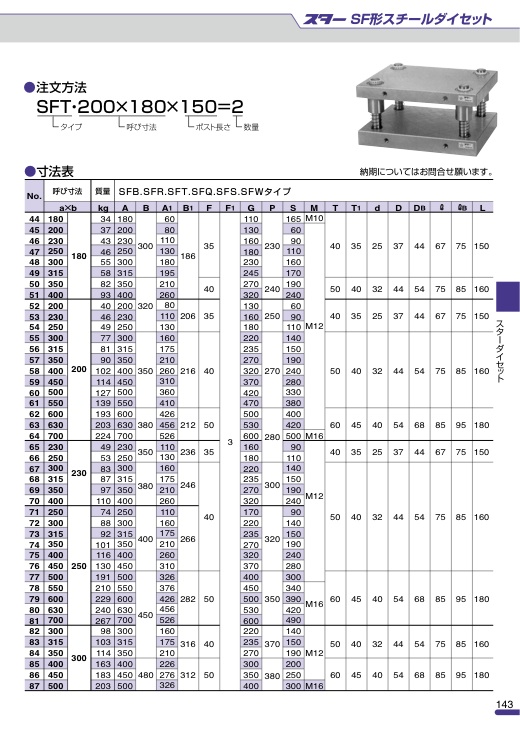 スター SF形スチールダイセット
●注文方法
SFT･200×180×150=2
タイプ 呼び寸法 ポスト長さ 数量
●寸法表
納期についてはお問合せ願います。
No. 呼び寸法 質量 SFB.SFR.SFT.SFQ.SFS.SFWタイプ
a×b kg A B A1 B1 F F1 G P S M T T1 d D DB ℓ ℓB L
44 180 180 34 180 300 60 186 35 3 110 230 165 M10 40 35 25 37 44 67 75 150
45 200 37 200 80 130 60 M12
46 230 43 230 110 160 90
47 250 46 250 130 180 110
48 300 55 300 180 230 160
49 315 58 315 195 245 170
50 350 82 350 320 210 40 270 240 190 50 40 32 44 54 75 85 160
51 400 93 400 260 320 240
52 200 200 40 200 80 206 35 130 250 60 40 35 25 37 44 67 75 150
53 230 46 230 110 160 90
54 250 49 250 130 180 110
55 300 77 300 350 160 216 40 220 270 140 50 40 32 44 54 75 85 160
56 315 81 315 175 235 150
57 350 90 350 210 270 190
58 400 102 400 260 320 240
59 450 114 450 310 370 280
60 500 127 500 360 420 330
61 550 139 550 410 470 380
62 600 193 600 380 426 212 50 500 280 400 60 45 40 54 68 85 95 180
63 630 203 630 456 530 420
64 700 224 700 526 600 500 M16
65 230 230 49 230 350 110 236 35 160 90 M12 40 35 25 37 44 67 75 150
66 250 53 250 130 180 110
67 300 83 300 380 160 246 40 220 300 140 50 40 32 44 54 75 85 160
68 315 87 315 175 235 150
69 350 97 350 210 270 190
70 400 110 400 260 320 240
71 250 250 74 250 400 110 266 170 320 90
72 300 88 300 160 220 140
73 315 92 315 175 235 150
74 350 101 350 210 270 190
75 400 116 400 260 320 240
76 450 130 450 310 370 280
77 500 191 500 450 326 282 50 400 350 300 60 45 40 54 68 85 95 180
78 550 210 550 376 450 340 M16
79 600 229 600 426 500 390
80 630 240 630 456 530 420
81 700 267 700 526 600 490
82 300 300 98 300 160 316 40 220 370 140 M12 50 40 32 44 54 75 85 160
83 315 103 315 175 235 150
84 350 114 350 210 270 190
85 400 163 400 480 226 312 50 300 380 200 60 45 40 54 68 85 95 180
86 450 183 450 276 350 250
87 500 203 500 326 400 300 M16
スターダイセット
143